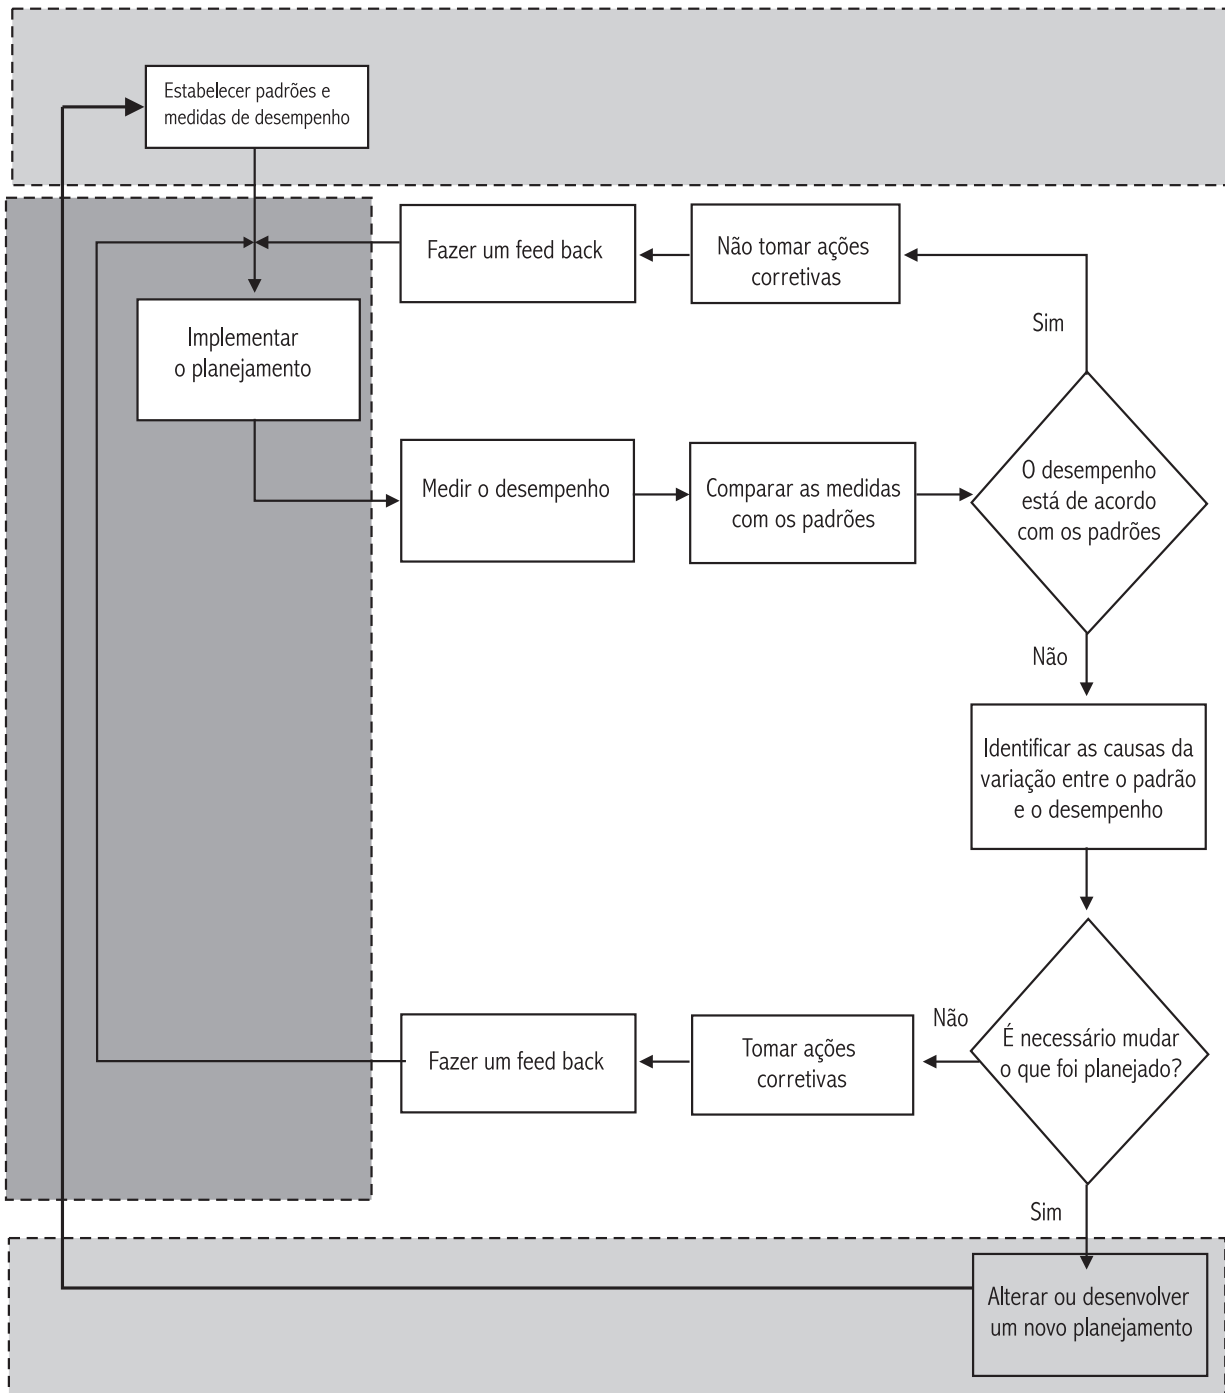 Estabelecer padrões e
medidas de desempenho
Fazer um feed back
Não tomar ações
corretivas
Sim
Implementar
o planejamento
Medir o desempenho
Comparar as medidas
com os padrões
O desempenho
está de acordo
com os padrões
Não
Identificar as causas da
variação entre o padrão
e o desempenho
Não
É necessário mudar
o que foi planejado?
Tomar ações
corretivas
Fazer um feed back
Sim
Alterar ou desenvolver
um novo planejamento